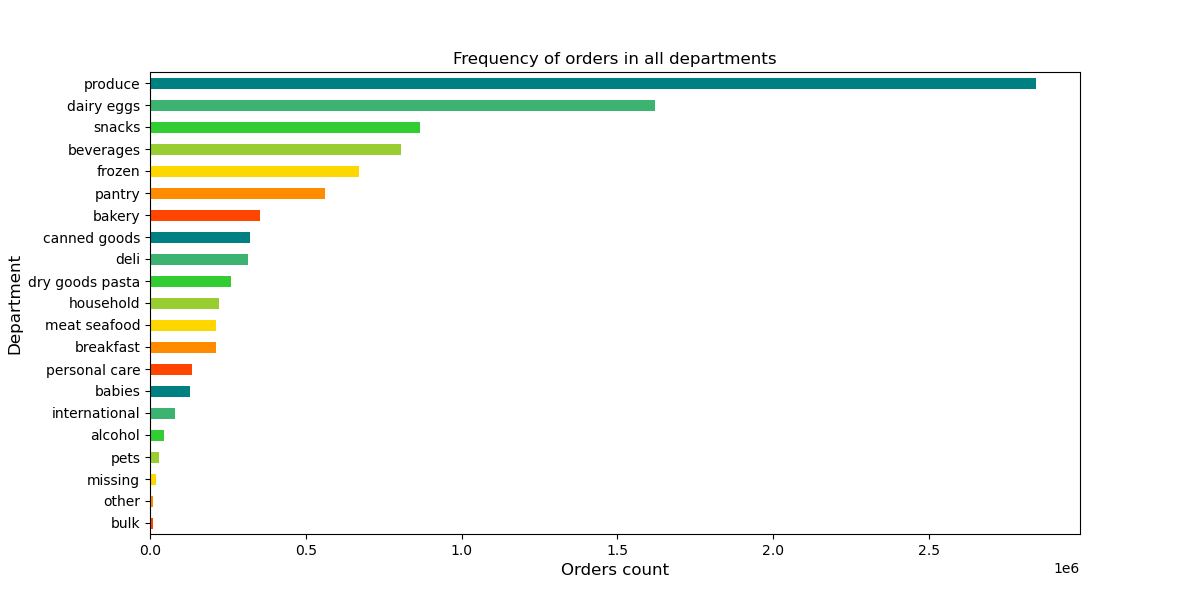 Frequency of orders in all departments
Department
produce
dairy eggs
snacks
beverages
frozen
pantry
bakery
canned goods
deli
dry goods pasta
household
meat seafood
breakfast
personal care
babies
international
alcohol
pets
missing
other
bulk
0.0 0.5 1.0 1.5 2.0 2.5
Orders count
1e6